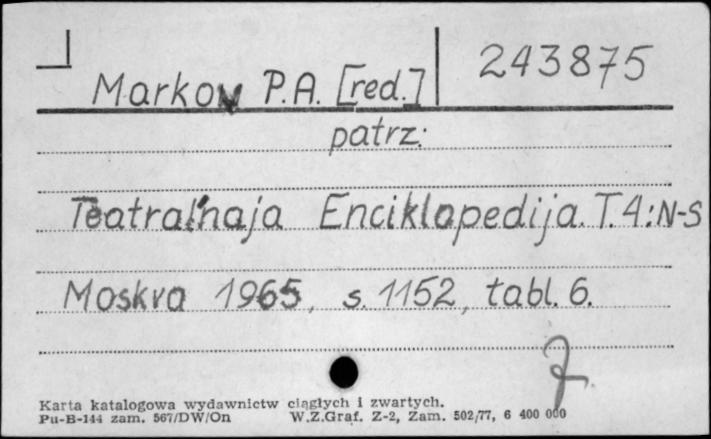 Markow P.A. [red.] 243875
patrz:
Teatral'naja Enciklopedija. T. 4: N-S
Moskva 1965, s. 1152, tabl. 6.
Karta katalogowa wydawnictw ciągłych i zwartych.
Pu-B-144 zam. 567/DW/On W.Z.Graf. Z-2, Zam. 502/77, 6 400 000